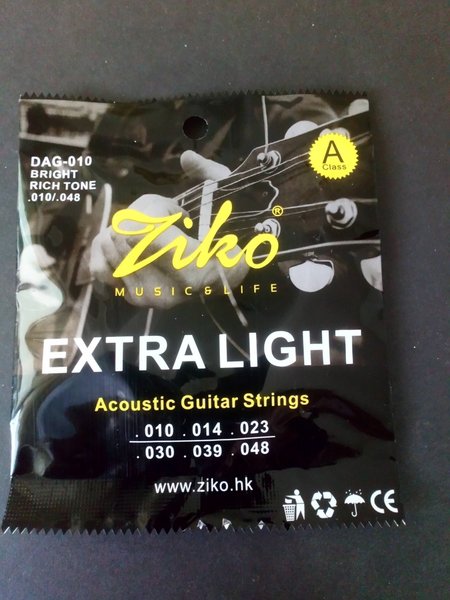 DAG-010
BRIGHT
RICH TONE
.010/.048
A
Class
Ziko®
MUSIC & LIFE
EXTRA LIGHT
Acoustic Guitar Strings
.010 .014 .023
.030 .039 .048
www.ziko.hk
CE